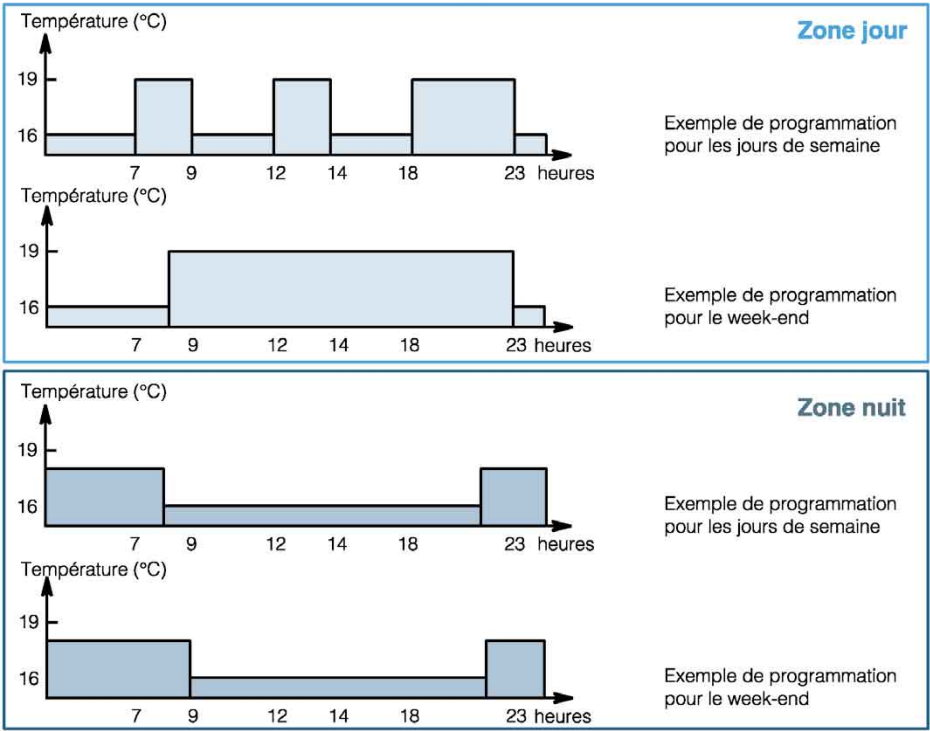 Température (°C)
Zone jour
19
16
Exemple de programmation
pour les jours de semaine
7 9 12 14 18 23 heures
Température (°C)
19
16
Exemple de programmation
pour le week-end
7 9 12 14 18 23 heures
Température (°C)
Zone nuit
19
16
Exemple de programmation
pour les jours de semaine
7 9 12 14 18 23 heures
Température (°C)
19
16
Exemple de programmation
pour le week-end
7 9 12 14 18 23 heures